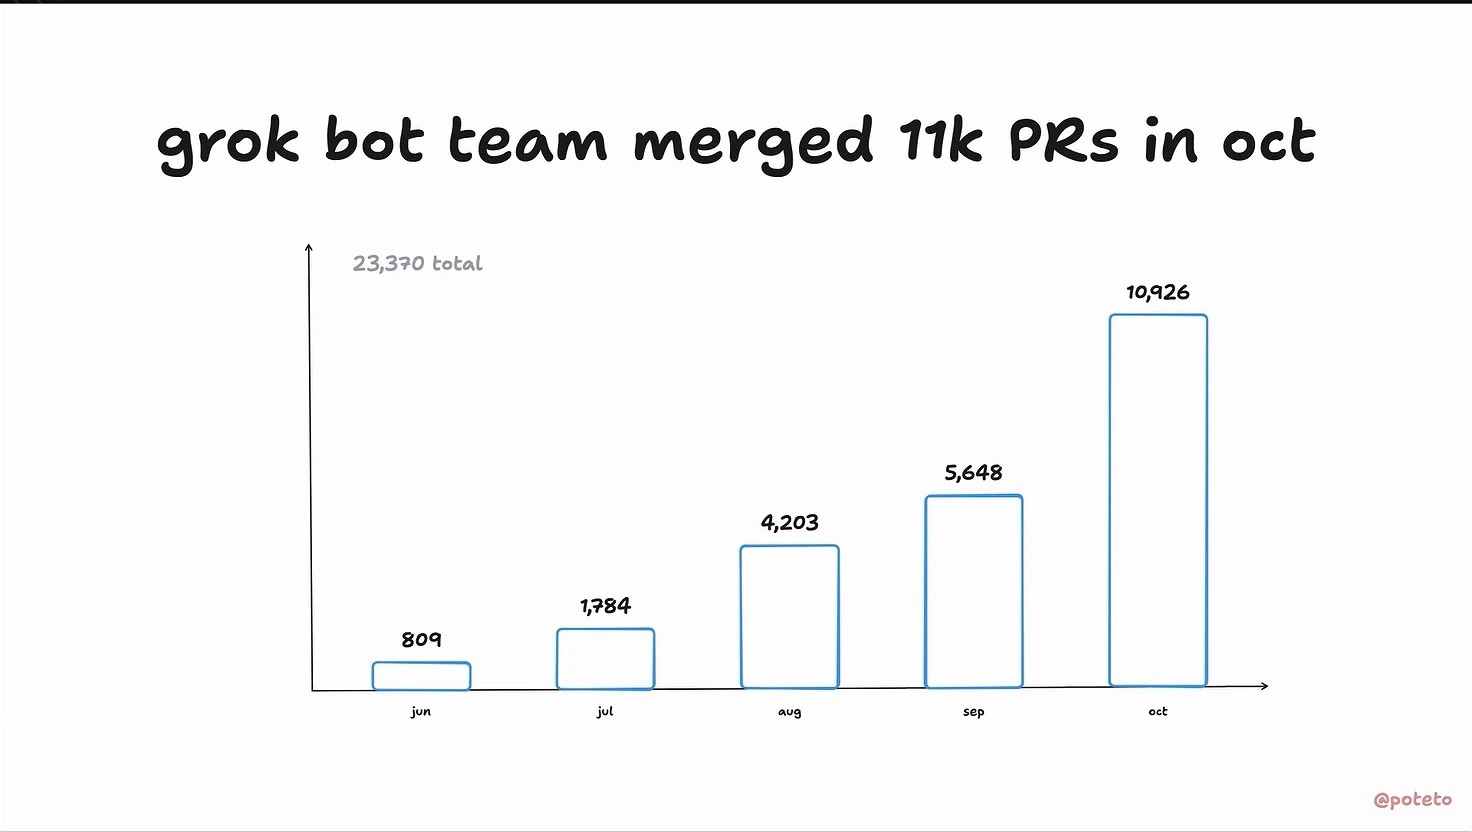 grok bot team merged 11k PRs in oct
23,370 total
10,926
5,648
4,203
1,784
809
jun jul aug sep oct
@poteto